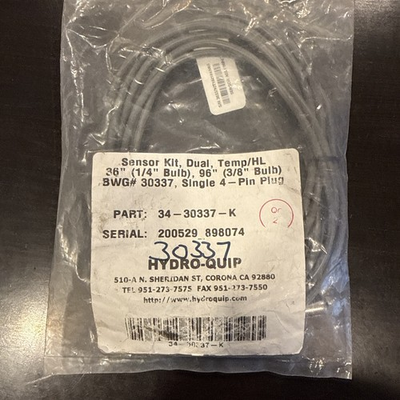 Sensor Kit, Dual, Temp/HL
36" (1/4" Bulb), 96" (3/8" Bulb)
BWG# 30337, Single 4-Pin Plug
PART: 34-30337-K
SERIAL: 200529 898074
30337
HYDRO-QUIP
510-A N. SHERIDAN ST, CORONA CA 92880
TEL 951-273-7575 FAX 951-273-7550
http://www.hydroquip.com
34-30337-K